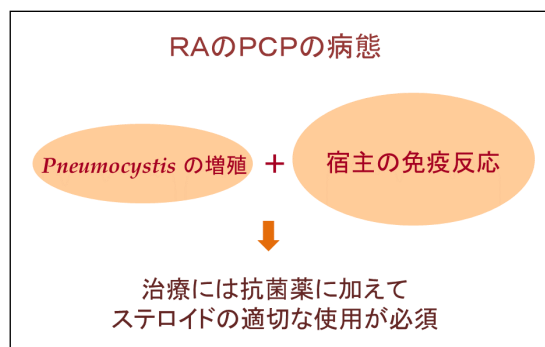 RAのPCPの病態
Pneumocystis の増殖 + 宿主の免疫反応
治療には抗菌薬に加えて
ステロイドの適切な使用が必須